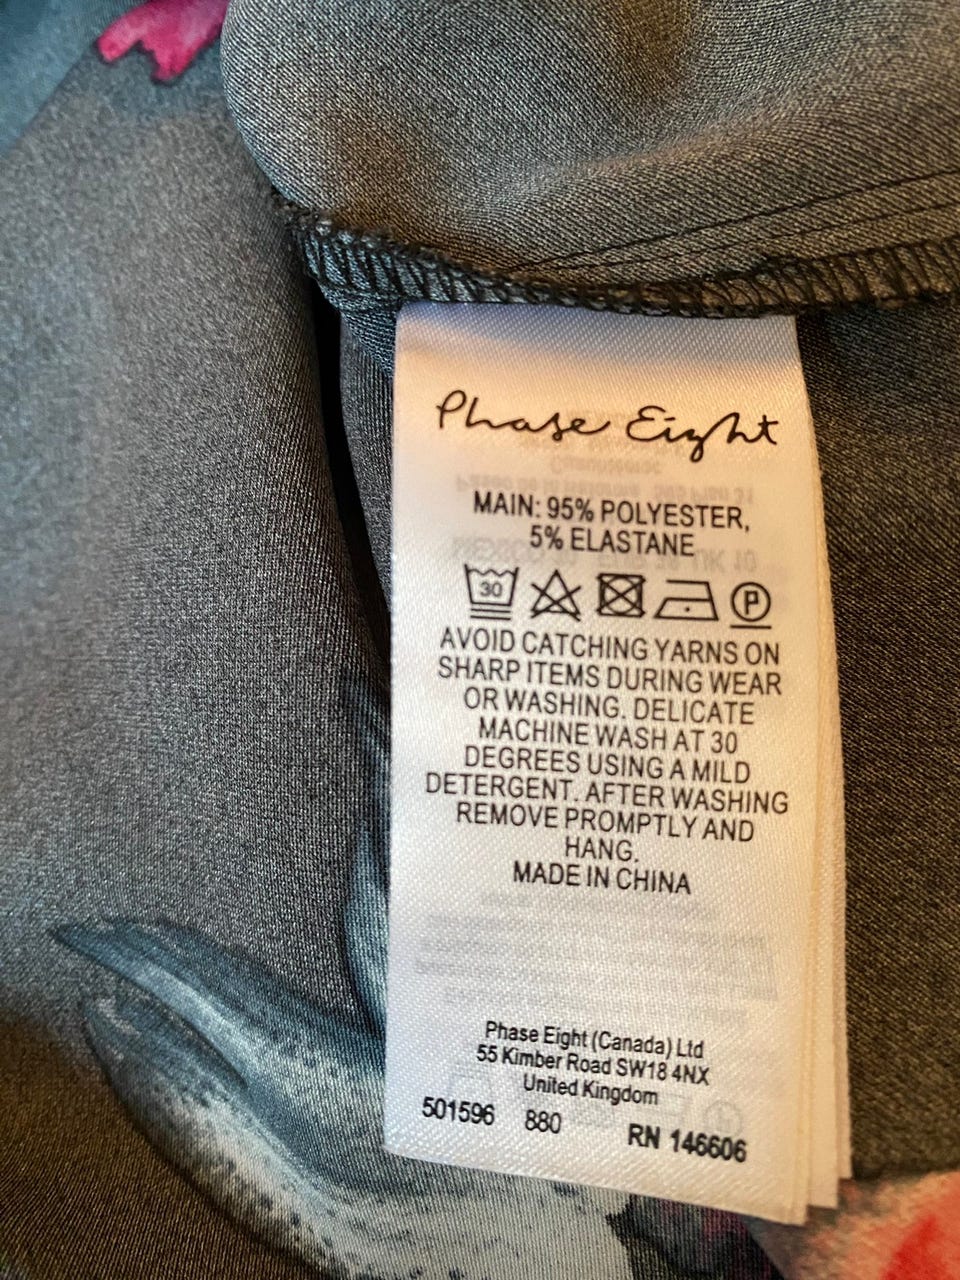 Phase Eight
MAIN: 95% POLYESTER,
5% ELASTANE
30 P
AVOID CATCHING YARNS ON
SHARP ITEMS DURING WEAR
OR WASHING. DELICATE
MACHINE WASH AT 30
DEGREES USING A MILD
DETERGENT. AFTER WASHING
REMOVE PROMPTLY AND
HANG.
MADE IN CHINA
Phase Eight (Canada) Ltd
55 Kimber Road SW18 4NX
United Kingdom
501596 880 RN 146606